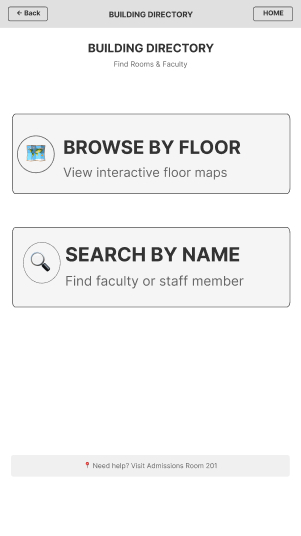 ← Back
BUILDING DIRECTORY
HOME
BUILDING DIRECTORY
Find Rooms & Faculty
BROWSE BY FLOOR
View interactive floor maps
SEARCH BY NAME
Find faculty or staff member
📍 Need help? Visit Admissions Room 201